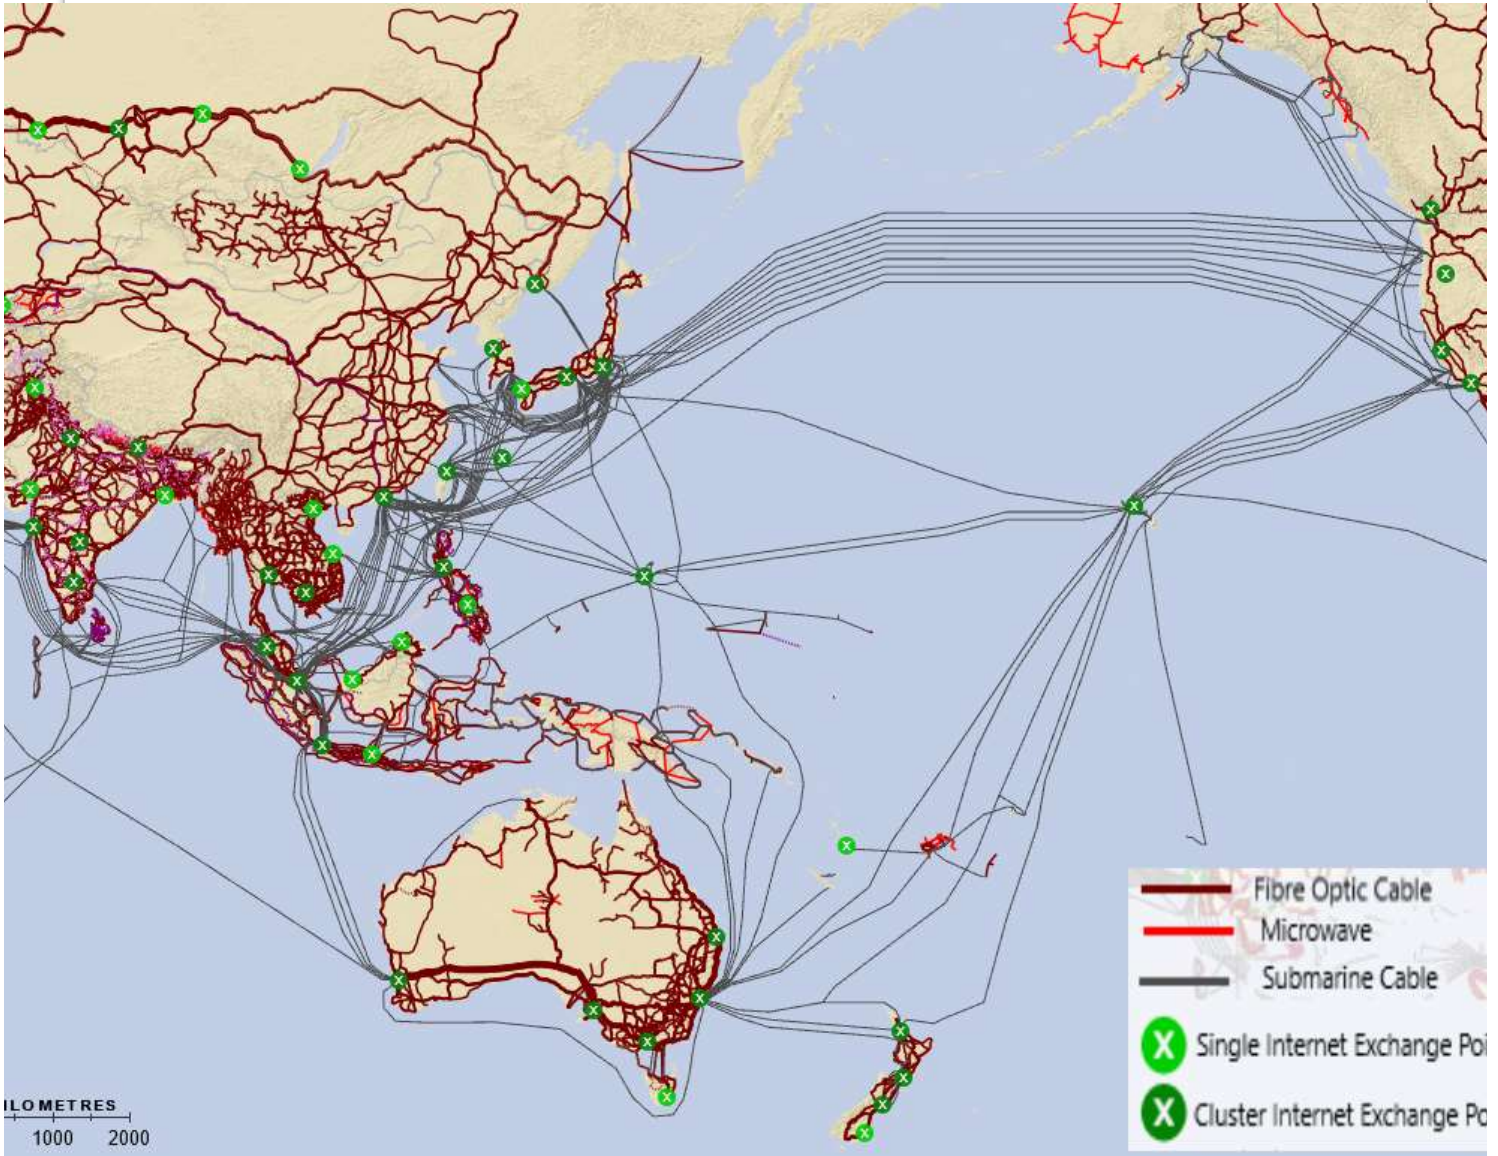 Fibre Optic Cable
Microwave
Submarine Cable
X Single Internet Exchange Poi
X Cluster Internet Exchange Po
ILOMETRES
1000 2000